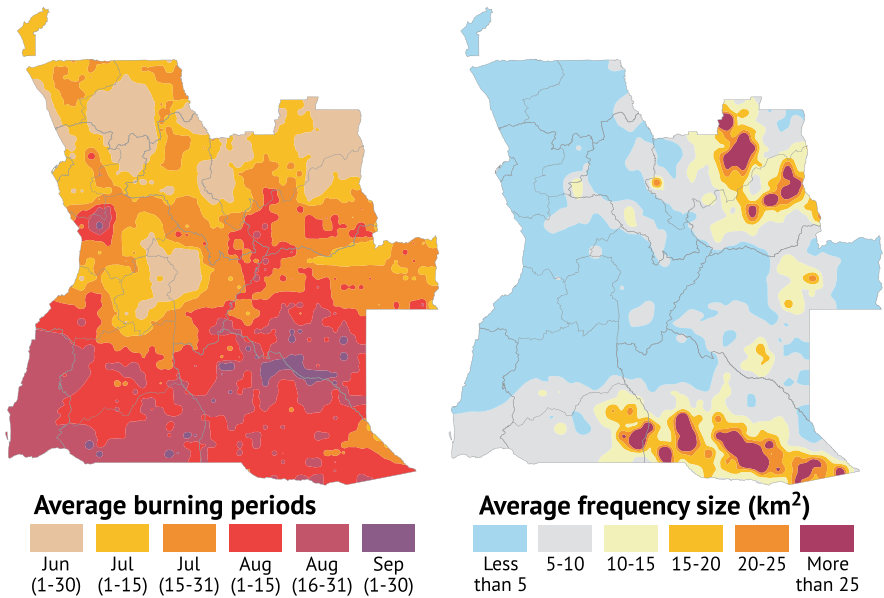 Average burning periods
Jun
(1-30)
Jul
(1-15)
Jul
(15-31)
Aug
(1-15)
Aug
(16-31)
Sep
(1-30)
Average frequency size (km²)
Less
than 5
5-10
10-15
15-20
20-25
More
than 25